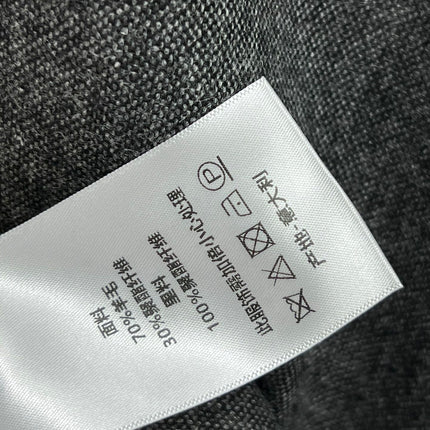 面料
70%羊毛
30%聚酯纤维
里料
100%聚酯纤维
此服饰需加倍小心处理
P
产地:意大利